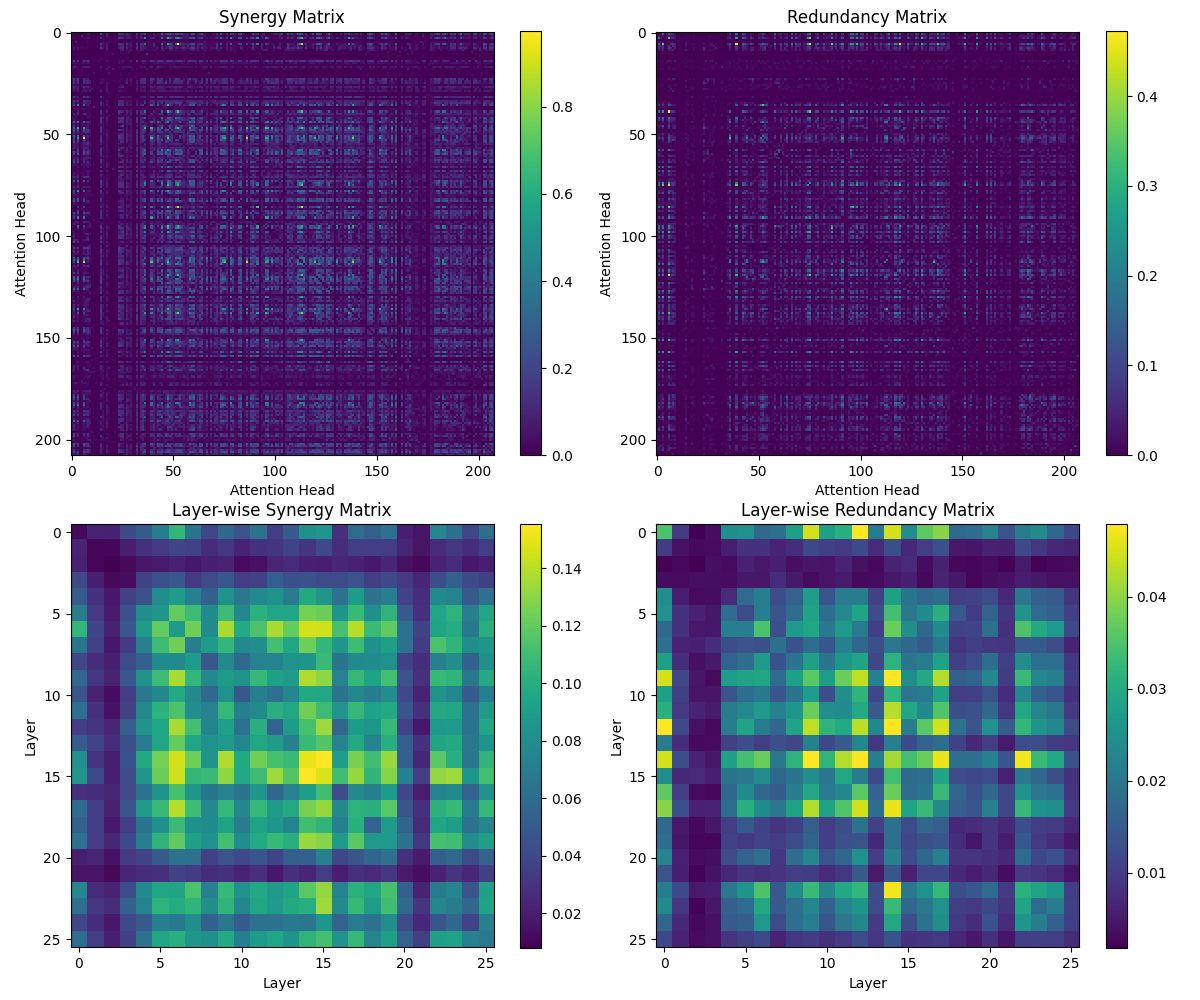 Synergy Matrix
0
50
100
150
200
Attention Head
0 50 100 150 200
Attention Head
0.8
0.6
0.4
0.2
0.0
Redundancy Matrix
0
50
100
150
200
Attention Head
0 50 100 150 200
Attention Head
0.4
0.3
0.2
0.1
0.0
Layer-wise Synergy Matrix
0
5
10
15
20
25
Layer
0 5 10 15 20 25
Layer
0.14
0.12
0.10
0.08
0.06
0.04
0.02
Layer-wise Redundancy Matrix
0
5
10
15
20
25
Layer
0 5 10 15 20 25
Layer
0.04
0.03
0.02
0.01